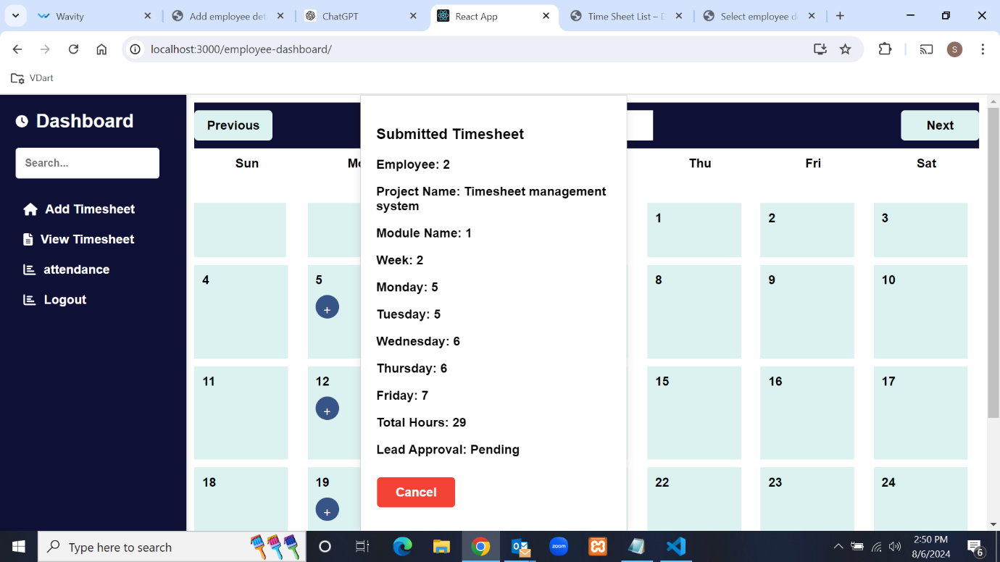 Wavity
Add employee det
ChatGPT
React App
Time Sheet List – D
Select employee d
localhost:3000/employee-dashboard/
S
VDart
Dashboard
Search...
Add Timesheet
View Timesheet
attendance
Logout
Previous
Next
Sun
Mo
Thu
Fri
Sat
Submitted Timesheet
Employee: 2
Project Name: Timesheet management
system
Module Name: 1
Week: 2
Monday: 5
Tuesday: 5
Wednesday: 6
Thursday: 6
Friday: 7
Total Hours: 29
Lead Approval: Pending
Cancel
1
2
3
4
5
+
8
9
10
11
12
+
15
16
17
18
19
+
22
23
24
Type here to search
zoom
2:50 PM
8/6/2024
6